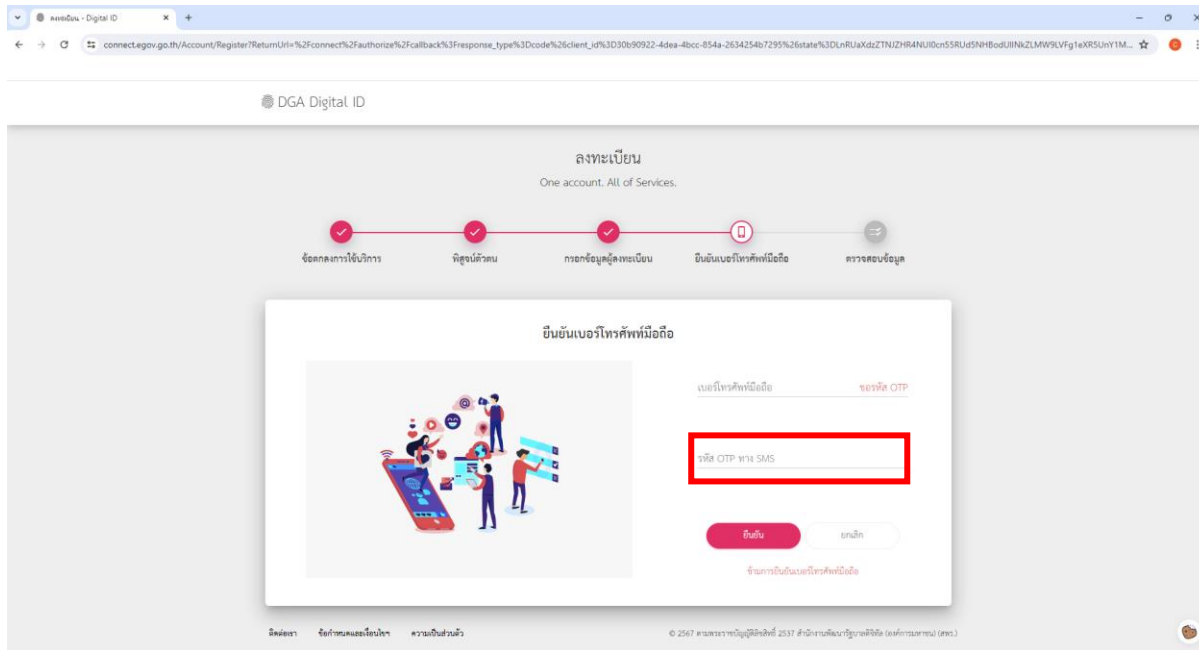 ลงทะเบียน - Digital ID
connect.egov.go.th/Account/Register?ReturnUrl=%2Fconnect%2Fauthorize%2Fcallback%3Fresponse_type%3Dcode%26client_id%3D30b90922-4dea-4bcc-854a-2634254b7295%26state%3D
DGA Digital ID
ลงทะเบียน
One account. All of Services.
ข้อตกลงการใช้บริการ พิสูจน์ตัวตน กรอกข้อมูลผู้ลงทะเบียน ยืนยันเบอร์โทรศัพท์มือถือ ตรวจสอบข้อมูล
ยืนยันเบอร์โทรศัพท์มือถือ
เบอร์โทรศัพท์มือถือ ขอรหัส OTP
รหัส OTP ทาง SMS
ยืนยัน ยกเลิก
ข้ามการยืนยันเบอร์โทรศัพท์มือถือ
ติดต่อเรา ข้อกำหนดและเงื่อนไขฯ ความเป็นส่วนตัว © 2567 ตามพระราชบัญญัติลิขสิทธิ์ 2537 สำนักงานพัฒนารัฐบาลดิจิทัล (องค์การมหาชน) (สพร.)